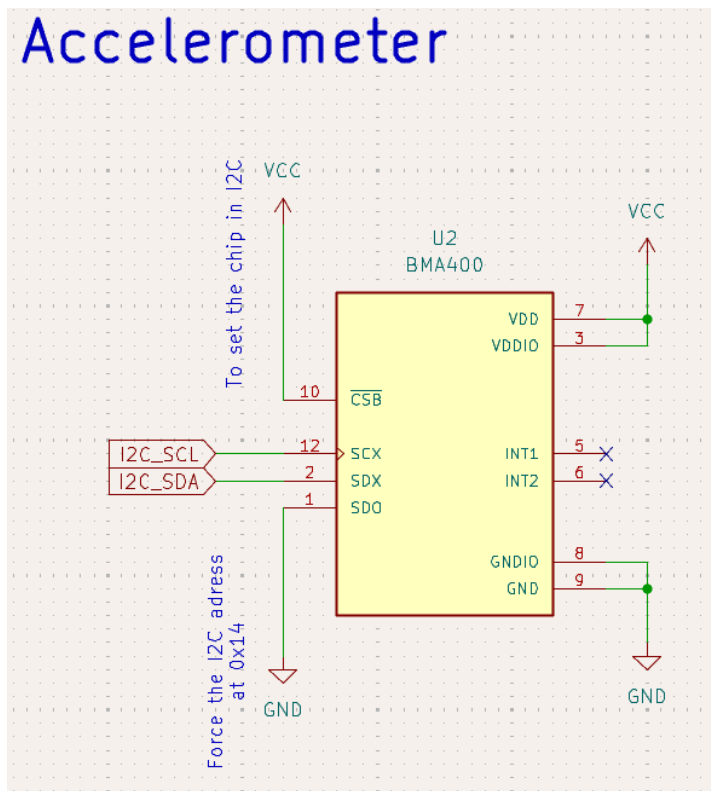 Accelerometer
To set the chip in I2C
VCC
VCC
U2
BMA400
VDD 7
VDDIO 3
10 CSB
I2C_SCL 12 SCX
I2C_SDA 2 SDX
1 SDO
INT1 5
INT2 6
GNDIO 8
GND 9
Force the I2C adress
at 0x14
GND
GND